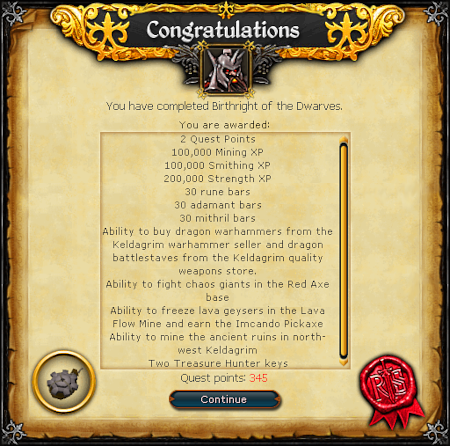 Congratulations
You have completed Birthright of the Dwarves.
You are awarded:
2 Quest Points
100,000 Mining XP
100,000 Smithing XP
200,000 Strength XP
30 rune bars
30 adamant bars
30 mithril bars
Ability to buy dragon warhammers from the
Keldagrim warhammer seller and dragon
battlestaves from the Keldagrim quality
weapons store.
Ability to fight chaos giants in the Red Axe
base
Ability to freeze lava geysers in the Lava
Flow Mine and earn the Imcando Pickaxe
Ability to mine the ancient ruins in north-
west Keldagrim
Two Treasure Hunter keys
Quest points: 345
Continue